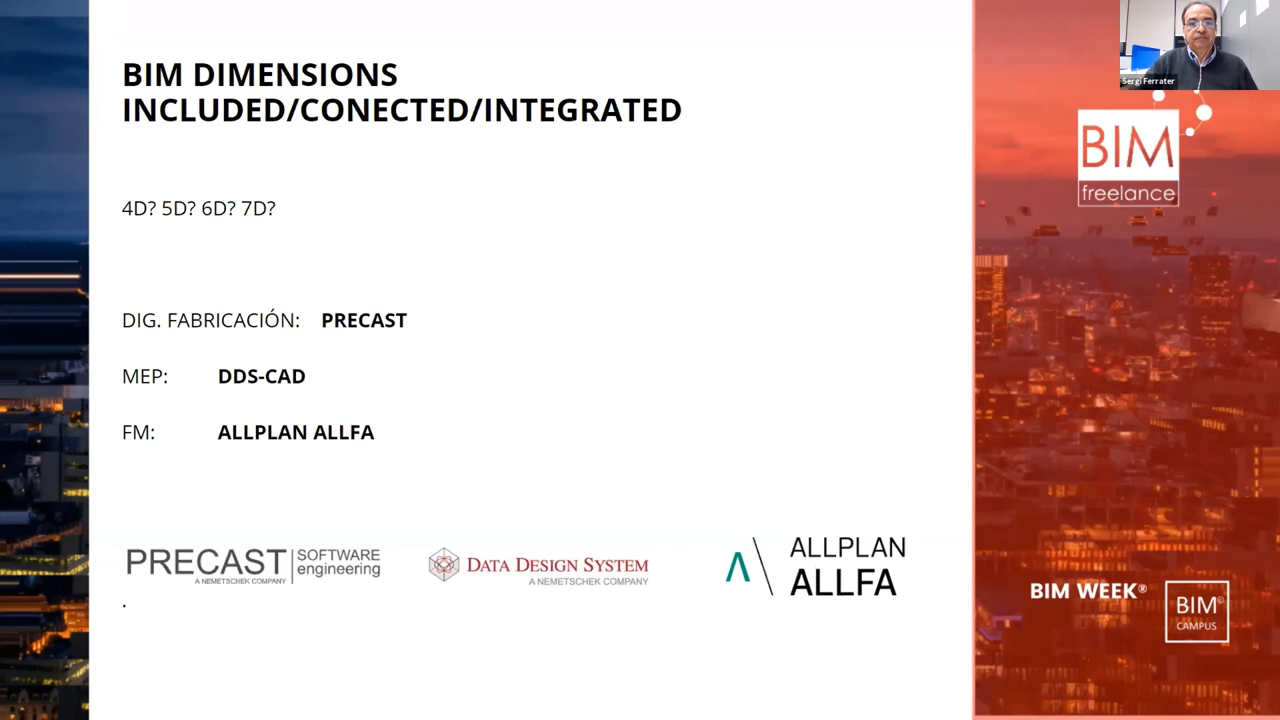 BIM DIMENSIONS
INCLUDED/CONECTED/INTEGRATED
4D? 5D? 6D? 7D?
DIG. FABRICACIÓN: PRECAST
MEP: DDS-CAD
FM: ALLPLAN ALLFA
PRECAST SOFTWARE engineering
A NEMETSCHEK COMPANY
DATA DESIGN SYSTEM
A NEMETSCHEK COMPANY
ALLPLAN
ALLFA
.
Sergi Ferrater
BIM
freelance
BIM WEEK®
BIM©
CAMPUS